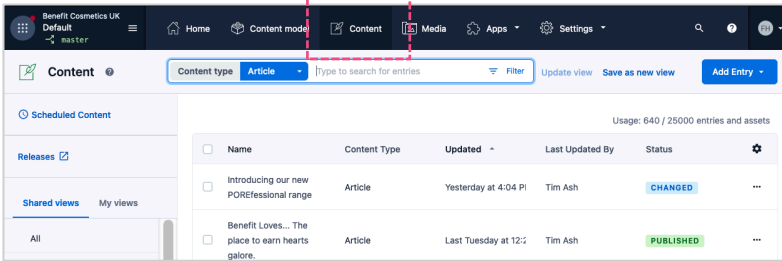 Benefit Cosmetics UK
Default
master
Home
Content model
Content
Media
Apps
Settings
?
FH
Content ?
Content type Article Type to search for entries Filter
Update view Save as new view
Add Entry
Scheduled Content
Usage: 640 / 25000 entries and assets
Releases
Name Content Type Updated Last Updated By Status
Introducing our new
POREfessional range
Article Yesterday at 4:04 PM Tim Ash CHANGED ...
Shared views My views
All
Benefit Loves... The
place to earn hearts
galore.
Article Last Tuesday at 12:2 Tim Ash PUBLISHED ...